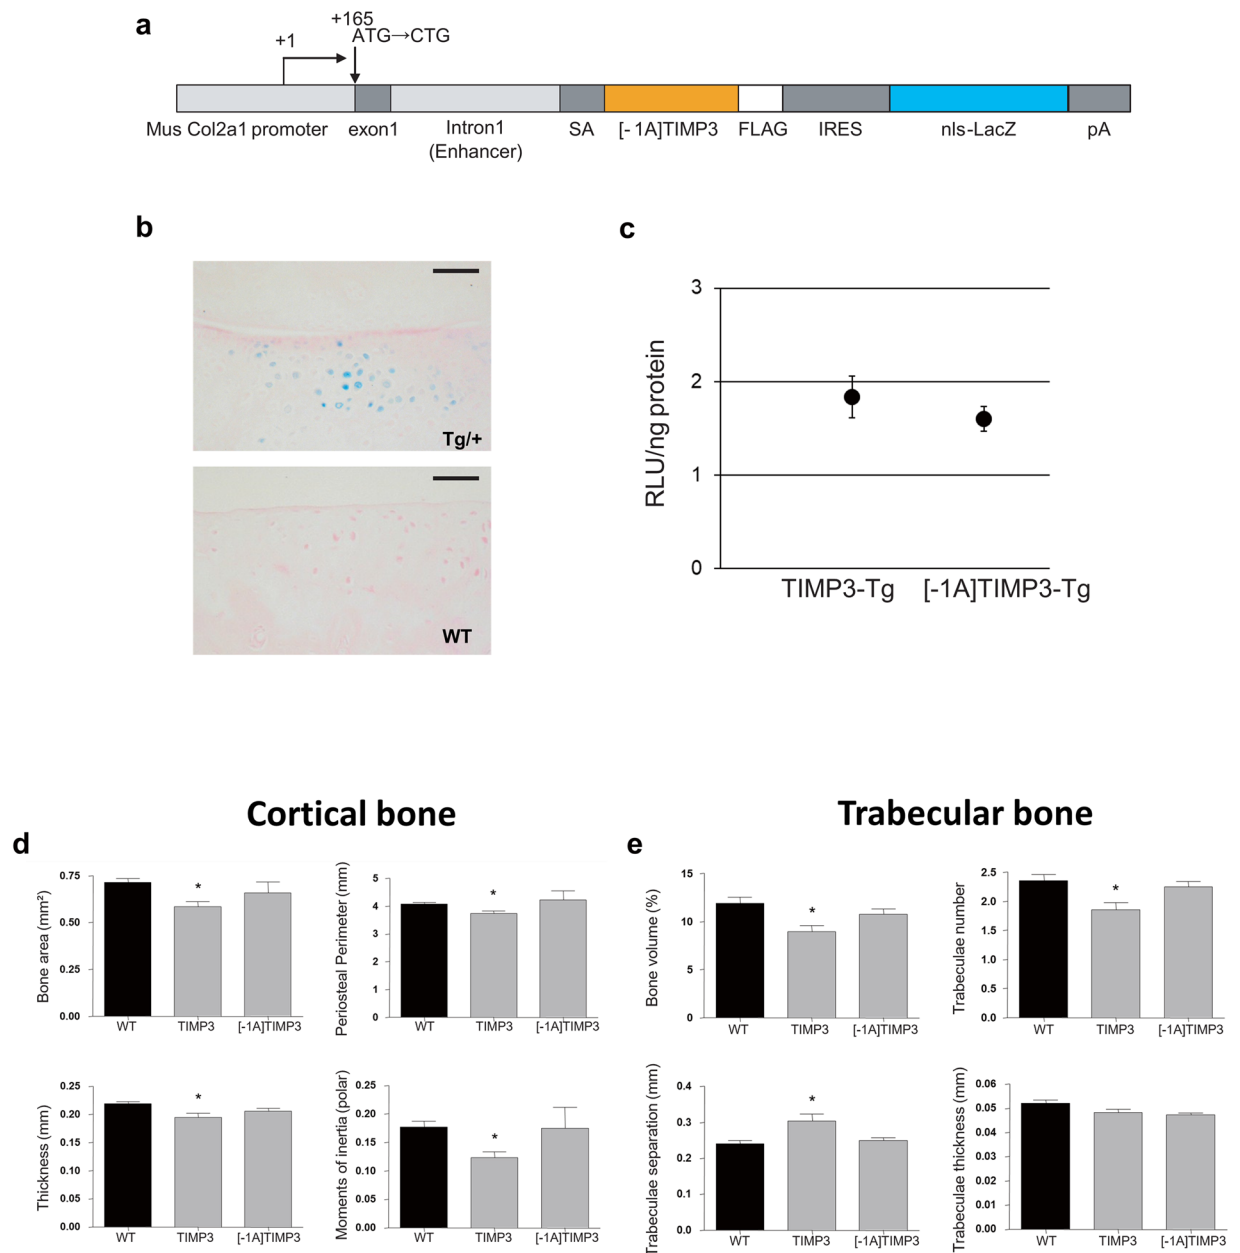 a
+165
+1
ATG→CTG
Mus Col2a1 promoter
exon1
Intron1
(Enhancer)
SA
[-1A]TIMP3
FLAG
IRES
nls-LacZ
pA
b
Tg/+
WT
c
RLU/ng protein
3
2
1
0
TIMP3-Tg
[-1A]TIMP3-Tg
Cortical bone
d
Bone area (mm²)
0.75
0.50
0.25
0.00
*
WT
TIMP3
[-1A]TIMP3
Periosteal Perimeter (mm)
5
4
3
2
1
0
*
WT
TIMP3
[-1A]TIMP3
Thickness (mm)
0.25
0.20
0.15
0.10
0.05
0.00
*
WT
TIMP3
[-1A]TIMP3
Moments of inertia (polar)
0.25
0.20
0.15
0.10
0.05
0.00
*
WT
TIMP3
[-1A]TIMP3
Trabecular bone
e
Bone volume (%)
15
10
5
0
*
WT
TIMP3
[-1A]TIMP3
Trabeculae number
2.5
2.0
1.5
1.0
0.5
0.0
*
WT
TIMP3
[-1A]TIMP3
Trabeculae separation (mm)
0.4
0.3
0.2
0.1
0.0
*
WT
TIMP3
[-1A]TIMP3
Trabeculae thickness (mm)
0.06
0.05
0.04
0.03
0.02
0.01
0.00
WT
TIMP3
[-1A]TIMP3